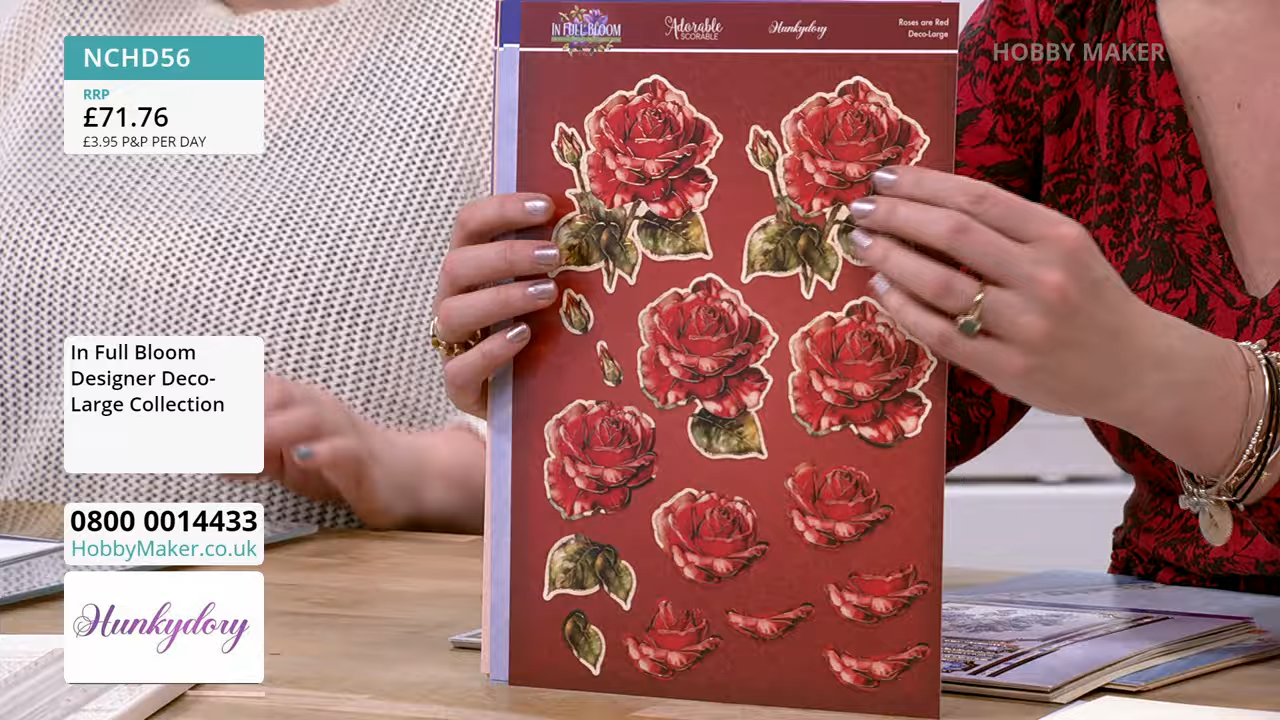 NCHD56
RRP
£71.76
£3.95 P&P PER DAY
In Full Bloom
Designer Deco-
Large Collection
0800 0014433
HobbyMaker.co.uk
Hunkydory
IN FULL BLOOM
Adorable
SCORABLE
Hunkydory
Roses are Red
Deco-Large
HOBBY MAKER